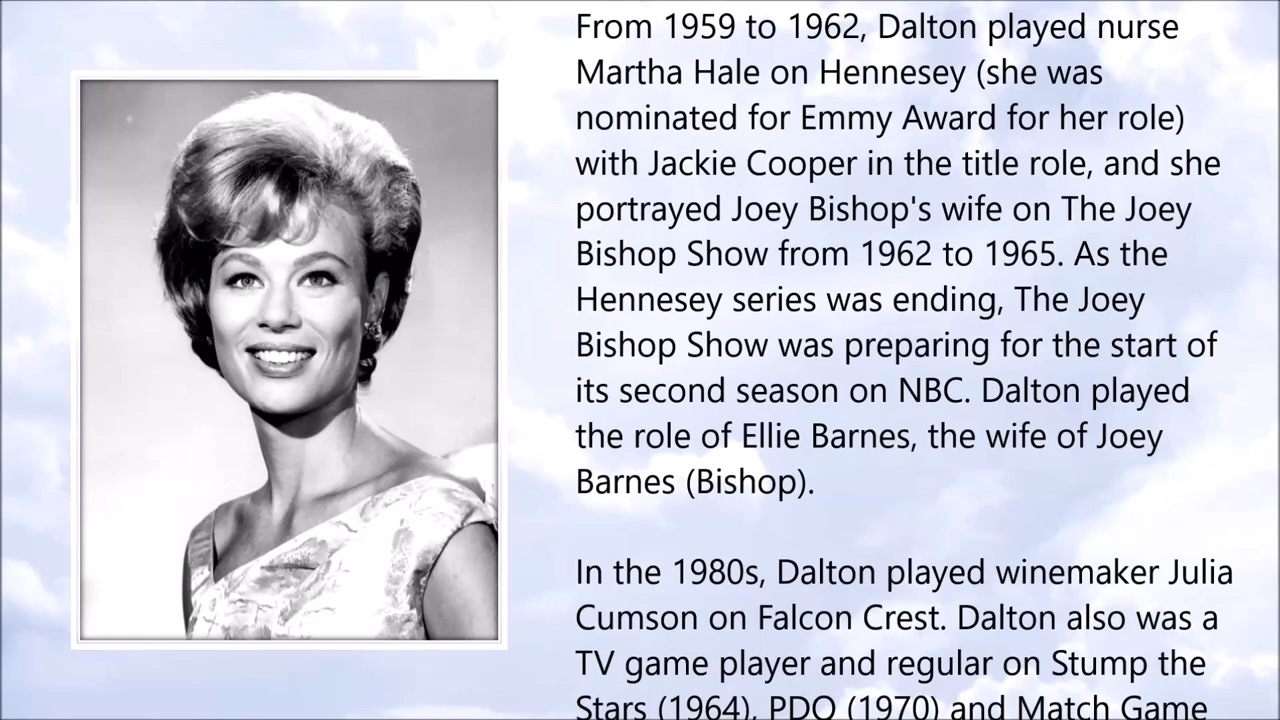 From 1959 to 1962, Dalton played nurse
Martha Hale on Hennesey (she was
nominated for Emmy Award for her role)
with Jackie Cooper in the title role, and she
portrayed Joey Bishop's wife on The Joey
Bishop Show from 1962 to 1965. As the
Hennesey series was ending, The Joey
Bishop Show was preparing for the start of
its second season on NBC. Dalton played
the role of Ellie Barnes, the wife of Joey
Barnes (Bishop).
In the 1980s, Dalton played winemaker Julia
Cumson on Falcon Crest. Dalton also was a
TV game player and regular on Stump the
Stars (1964), PDQ (1970) and Match Game